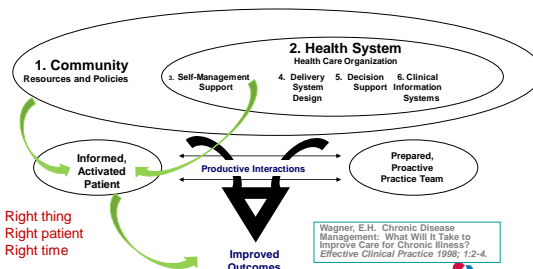 2. Health System
Health Care Organization
1. Community
Resources and Policies
3. Self-Management
Support
4. Delivery
System
Design
5. Decision
Support
6. Clinical
Information
Systems
Informed,
Activated
Patient
Productive Interactions
Prepared,
Proactive
Practice Team
Right thing
Right patient
Right time
Improved
Outcomes
Wagner, E.H. Chronic Disease
Management: What Will It Take to
Improve Care for Chronic Illness?
Effective Clinical Practice 1998; 1:2-4.